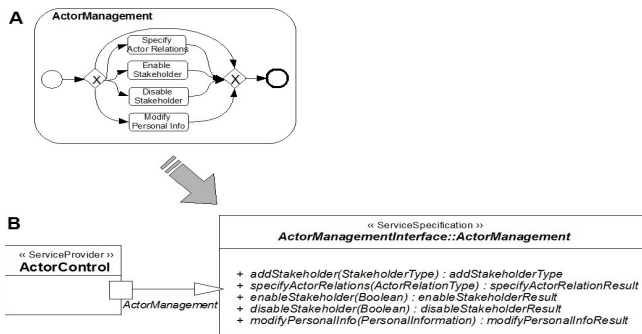 A
ActorManagement
Specify
Actor Relations
Enable
Stakeholder
X
X
Disable
Stakeholder
Modify
Personal Info
B
‹‹ ServiceSpecification ››
ActorManagementInterface::ActorManagement
‹‹ ServiceProvider ››
ActorControl
ActorManagement
+ addStakeholder(StakeholderType) : addStakeholderType
+ specifyActorRelations(ActorRelationType) : specifyActorRelationResult
+ enableStakeholder(Boolean) : enableStakeholderResult
+ disableStakeholder(Boolean) : disableStakeholderResult
+ modifyPersonalInfo(PersonalInformation) : modifyPersonalInfoResult